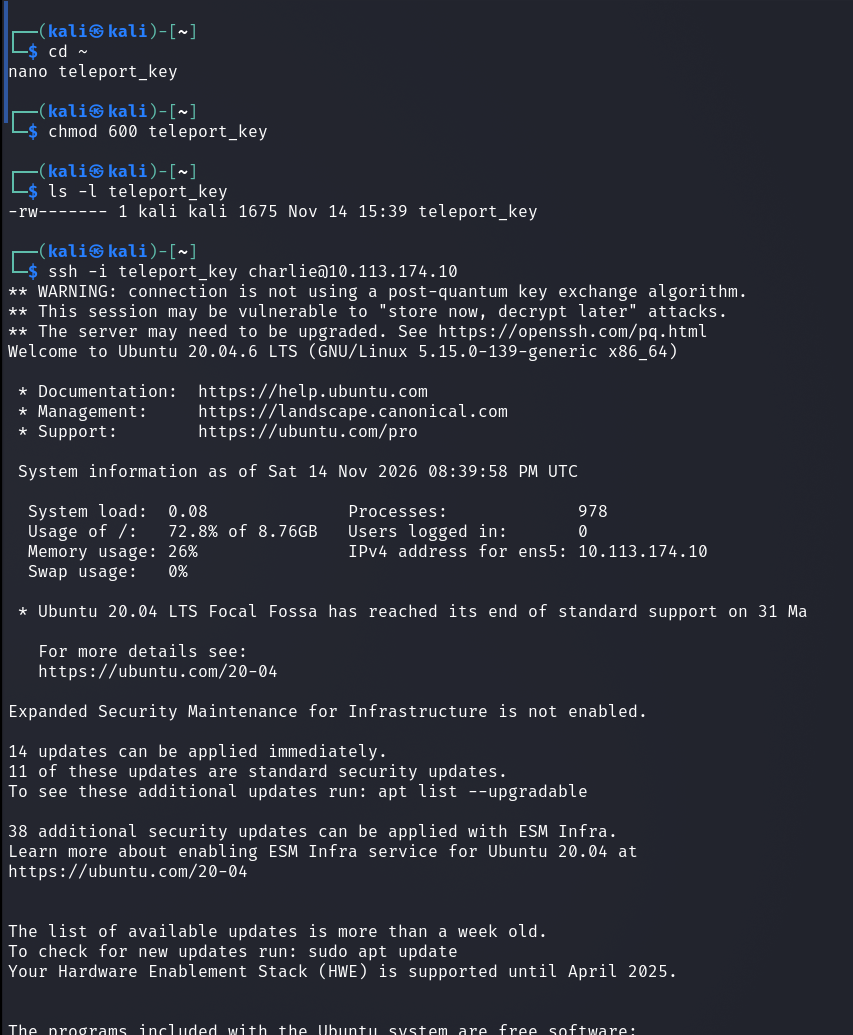 ┌──(kali㉿kali)-[~]
└─$ cd ~
nano teleport_key
┌──(kali㉿kali)-[~]
└─$ chmod 600 teleport_key
┌──(kali㉿kali)-[~]
└─$ ls -l teleport_key
-rw------- 1 kali kali 1675 Nov 14 15:39 teleport_key
┌──(kali㉿kali)-[~]
└─$ ssh -i teleport_key charlie@10.113.174.10
** WARNING: connection is not using a post-quantum key exchange algorithm.
** This session may be vulnerable to "store now, decrypt later" attacks.
** The server may need to be upgraded. See https://openssh.com/pq.html
Welcome to Ubuntu 20.04.6 LTS (GNU/Linux 5.15.0-139-generic x86_64)
* Documentation:  https://help.ubuntu.com
* Management:     https://landscape.canonical.com
* Support:        https://ubuntu.com/pro
System information as of Sat 14 Nov 2026 08:39:58 PM UTC
System load:  0.08              Processes:             978
Usage of /:   72.8% of 8.76GB   Users logged in:       0
Memory usage: 26%               IPv4 address for ens5: 10.113.174.10
Swap usage:   0%
* Ubuntu 20.04 LTS Focal Fossa has reached its end of standard support on 31 Ma
For more details see:
https://ubuntu.com/20-04
Expanded Security Maintenance for Infrastructure is not enabled.
14 updates can be applied immediately.
11 of these updates are standard security updates.
To see these additional updates run: apt list --upgradable
38 additional security updates can be applied with ESM Infra.
Learn more about enabling ESM Infra service for Ubuntu 20.04 at
https://ubuntu.com/20-04
The list of available updates is more than a week old.
To check for new updates run: sudo apt update
Your Hardware Enablement Stack (HWE) is supported until April 2025.
The programs included with the Ubuntu system are free software;